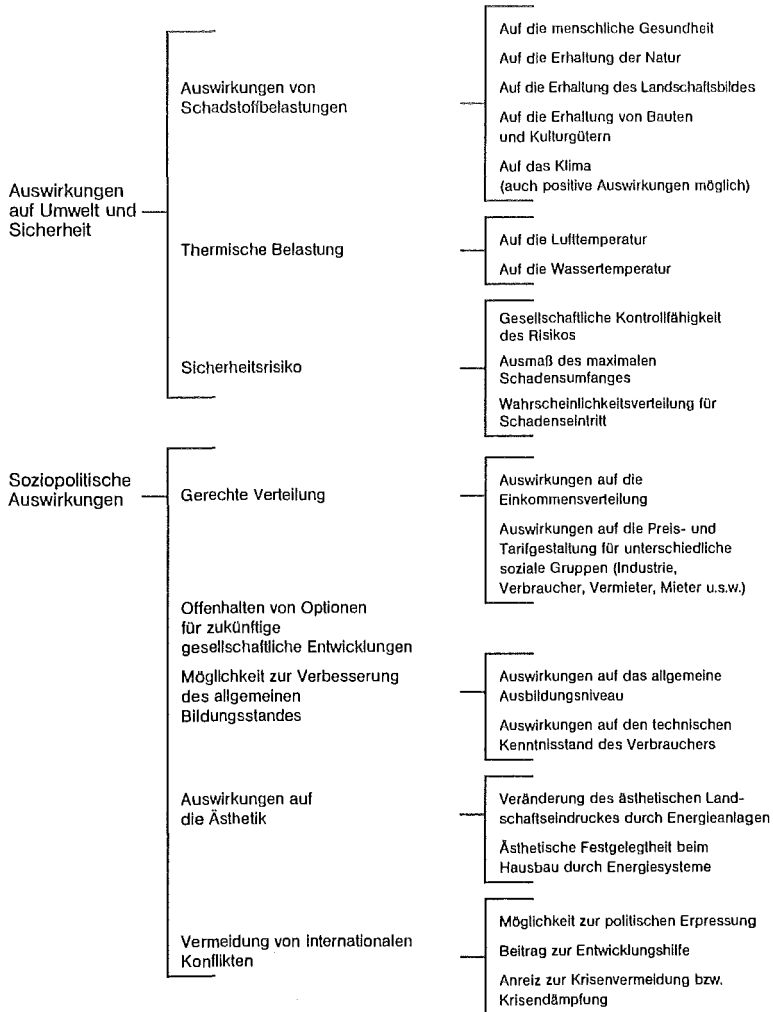 Auswirkungen
auf Umwelt und
Sicherheit
Auswirkungen von
Schadstoffbelastungen
Auf die menschliche Gesundheit
Auf die Erhaltung der Natur
Auf die Erhaltung des Landschaftsbildes
Auf die Erhaltung von Bauten
und Kulturgütern
Auf das Klima
(auch positive Auswirkungen möglich)
Thermische Belastung
Auf die Lufttemperatur
Auf die Wassertemperatur
Sicherheitsrisiko
Gesellschaftliche Kontrollfähigkeit
des Risikos
Ausmaß des maximalen
Schadensumfanges
Wahrscheinlichkeitsverteilung für
Schadenseintritt
Soziopolitische
Auswirkungen
Gerechte Verteilung
Auswirkungen auf die
Einkommensverteilung
Auswirkungen auf die Preis- und
Tarifgestaltung für unterschiedliche
soziale Gruppen (Industrie,
Verbraucher, Vermieter, Mieter u.s.w.)
Offenhalten von Optionen
für zukünftige
gesellschaftliche Entwicklungen
Möglichkeit zur Verbesserung
des allgemeinen
Bildungsstandes
Auswirkungen auf das allgemeine
Ausbildungsniveau
Auswirkungen auf den technischen
Kenntnisstand des Verbrauchers
Auswirkungen auf
die Ästhetik
Veränderung des ästhetischen Land-
schaftseindruckes durch Energieanlagen
Ästhetische Festgelegtheit beim
Hausbau durch Energiesysteme
Vermeidung von internationalen
Konflikten
Möglichkeit zur politischen Erpressung
Beitrag zur Entwicklungshilfe
Anreiz zur Krisenvermeidung bzw.
Krisendämpfung